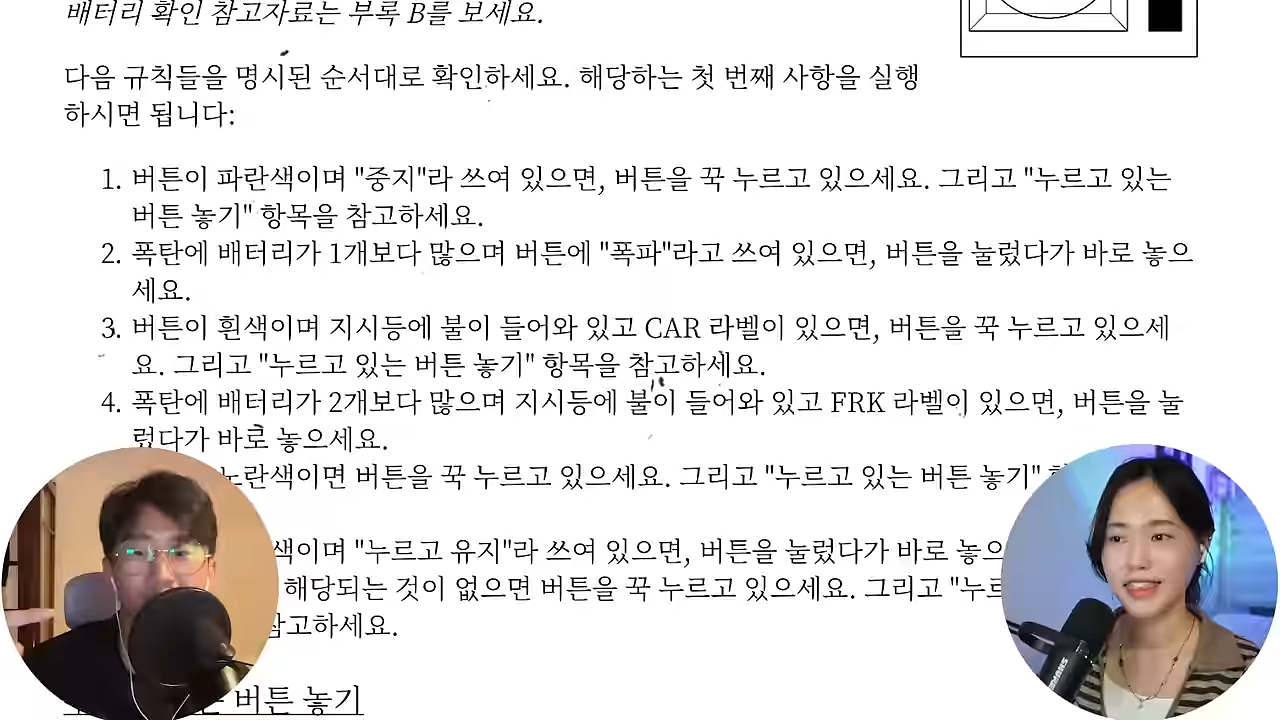 배터리 확인 참고자료는 부록 B를 보세요.
다음 규칙들을 명시된 순서대로 확인하세요. 해당하는 첫 번째 사항을 실행
하시면 됩니다:
1. 버튼이 파란색이며 "중지"라 쓰여 있으면, 버튼을 꾹 누르고 있으세요. 그리고 "누르고 있는
버튼 놓기" 항목을 참고하세요.
2. 폭탄에 배터리가 1개보다 많으며 버튼에 "폭파"라고 쓰여 있으면, 버튼을 눌렀다가 바로 놓으
세요.
3. 버튼이 흰색이며 지시등에 불이 들어와 있고 CAR 라벨이 있으면, 버튼을 꾹 누르고 있으세
요. 그리고 "누르고 있는 버튼 놓기" 항목을 참고하세요.
4. 폭탄에 배터리가 2개보다 많으며 지시등에 불이 들어와 있고 FRK 라벨이 있으면, 버튼을 눌
렀다가 바로 놓으세요.
노란색이면 버튼을 꾹 누르고 있으세요. 그리고 "누르고 있는 버튼 놓기"
색이며 "누르고 유지"라 쓰여 있으면, 버튼을 눌렀다가 바로 놓으
해당되는 것이 없으면 버튼을 꾹 누르고 있으세요. 그리고 "누르
참고하세요.
버튼 놓기
SHURE